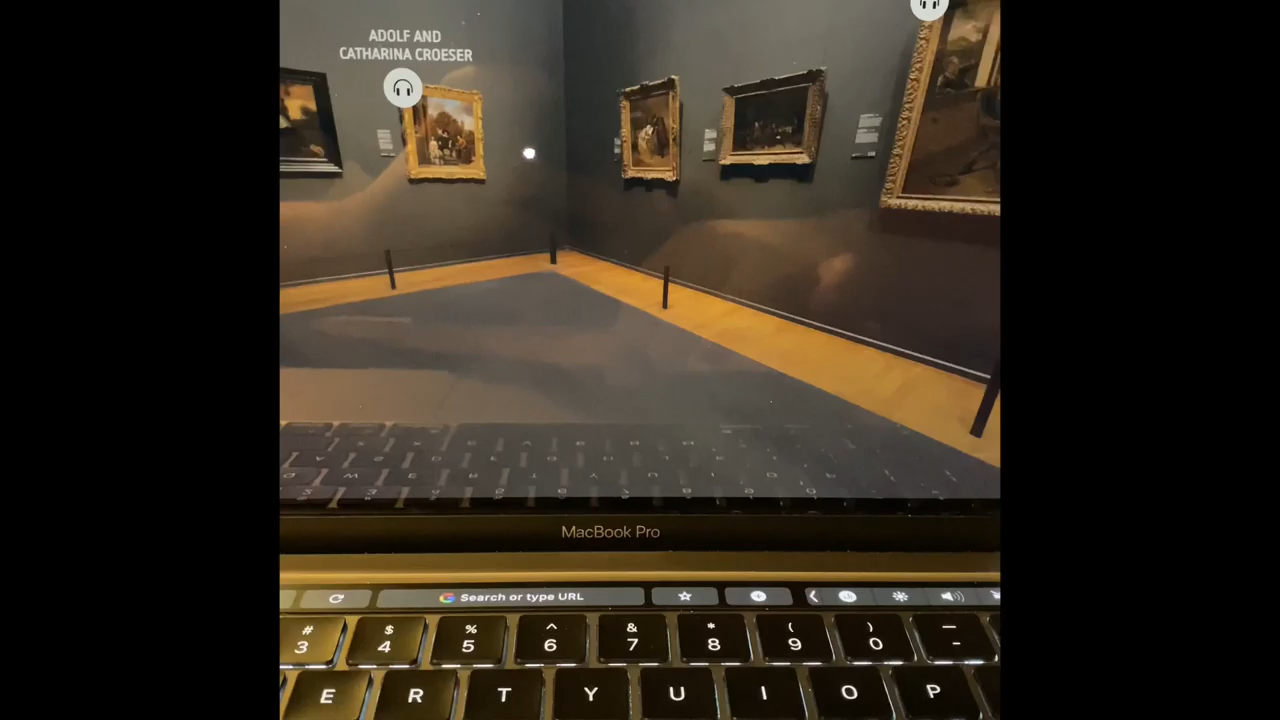 ADOLF AND
CATHARINA CROESER
MacBook Pro
Search or type URL
# $ % ^ & * ( ) —
3 4 5 6 7 8 9 0 -
E R T Y U I O P